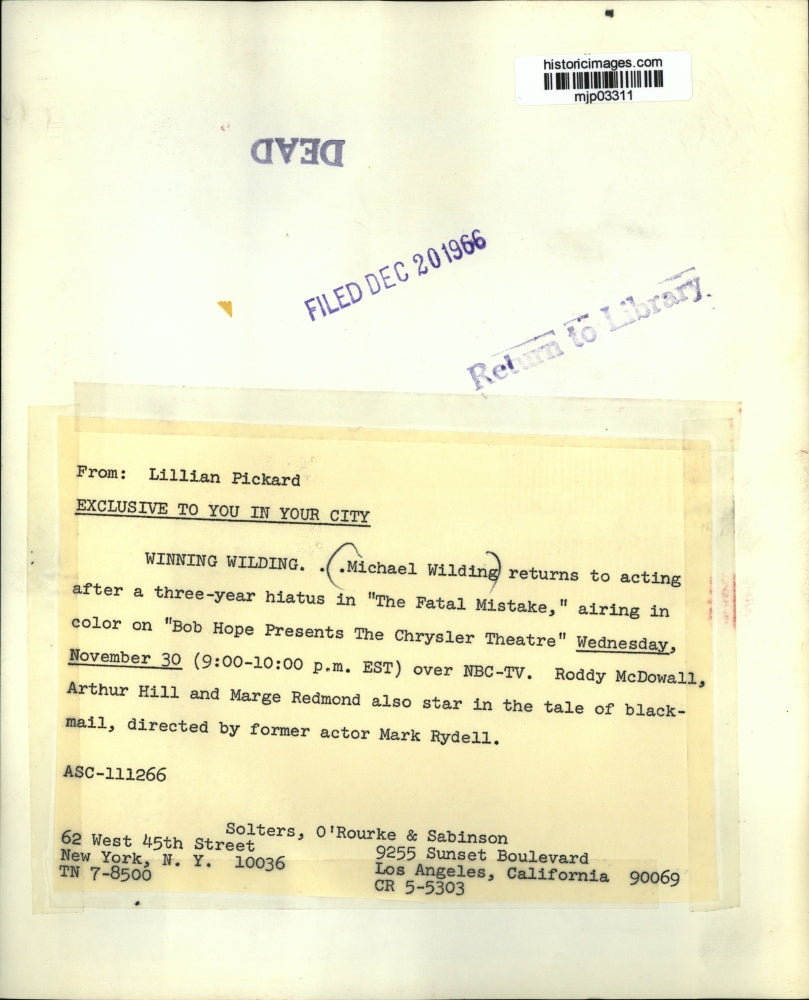 historicimages.com
mjp03311
DEAD
FILED DEC 20 1966
Return to Library.
From: Lillian Pickard
EXCLUSIVE TO YOU IN YOUR CITY
WINNING WILDING. . .Michael Wilding returns to acting
after a three-year hiatus in "The Fatal Mistake," airing in
color on "Bob Hope Presents The Chrysler Theatre" Wednesday,
November 30 (9:00-10:00 p.m. EST) over NBC-TV. Roddy McDowall,
Arthur Hill and Marge Redmond also star in the tale of black-
mail, directed by former actor Mark Rydell.
ASC-111266
Solters, O'Rourke & Sabinson
62 West 45th Street
New York, N. Y. 10036
TN 7-8500
9255 Sunset Boulevard
Los Angeles, California 90069
CR 5-5303